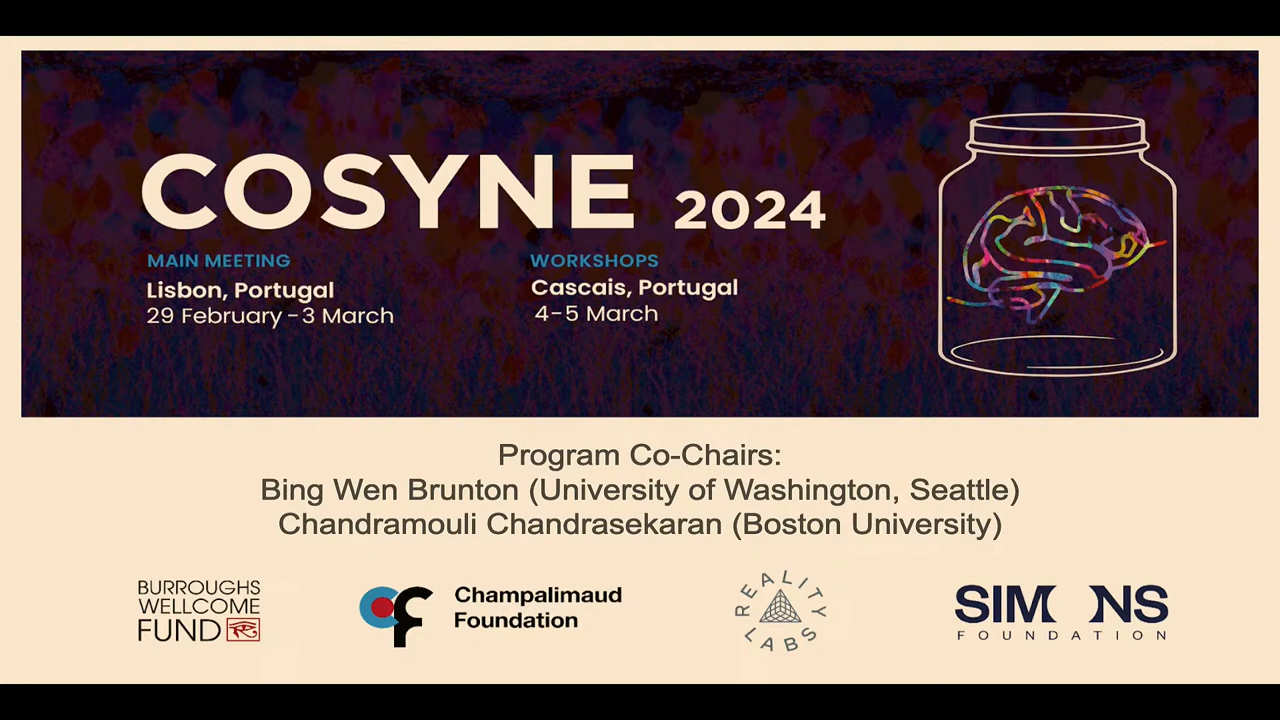 COSYNE 2024
MAIN MEETING
Lisbon, Portugal
29 February – 3 March
WORKSHOPS
Cascais, Portugal
4–5 March
Program Co-Chairs:
Bing Wen Brunton (University of Washington, Seattle)
Chandramouli Chandrasekaran (Boston University)
BURROUGHS
WELLCOME
FUND
Champalimaud
Foundation
REALITY
LABS
SIMONS
FOUNDATION